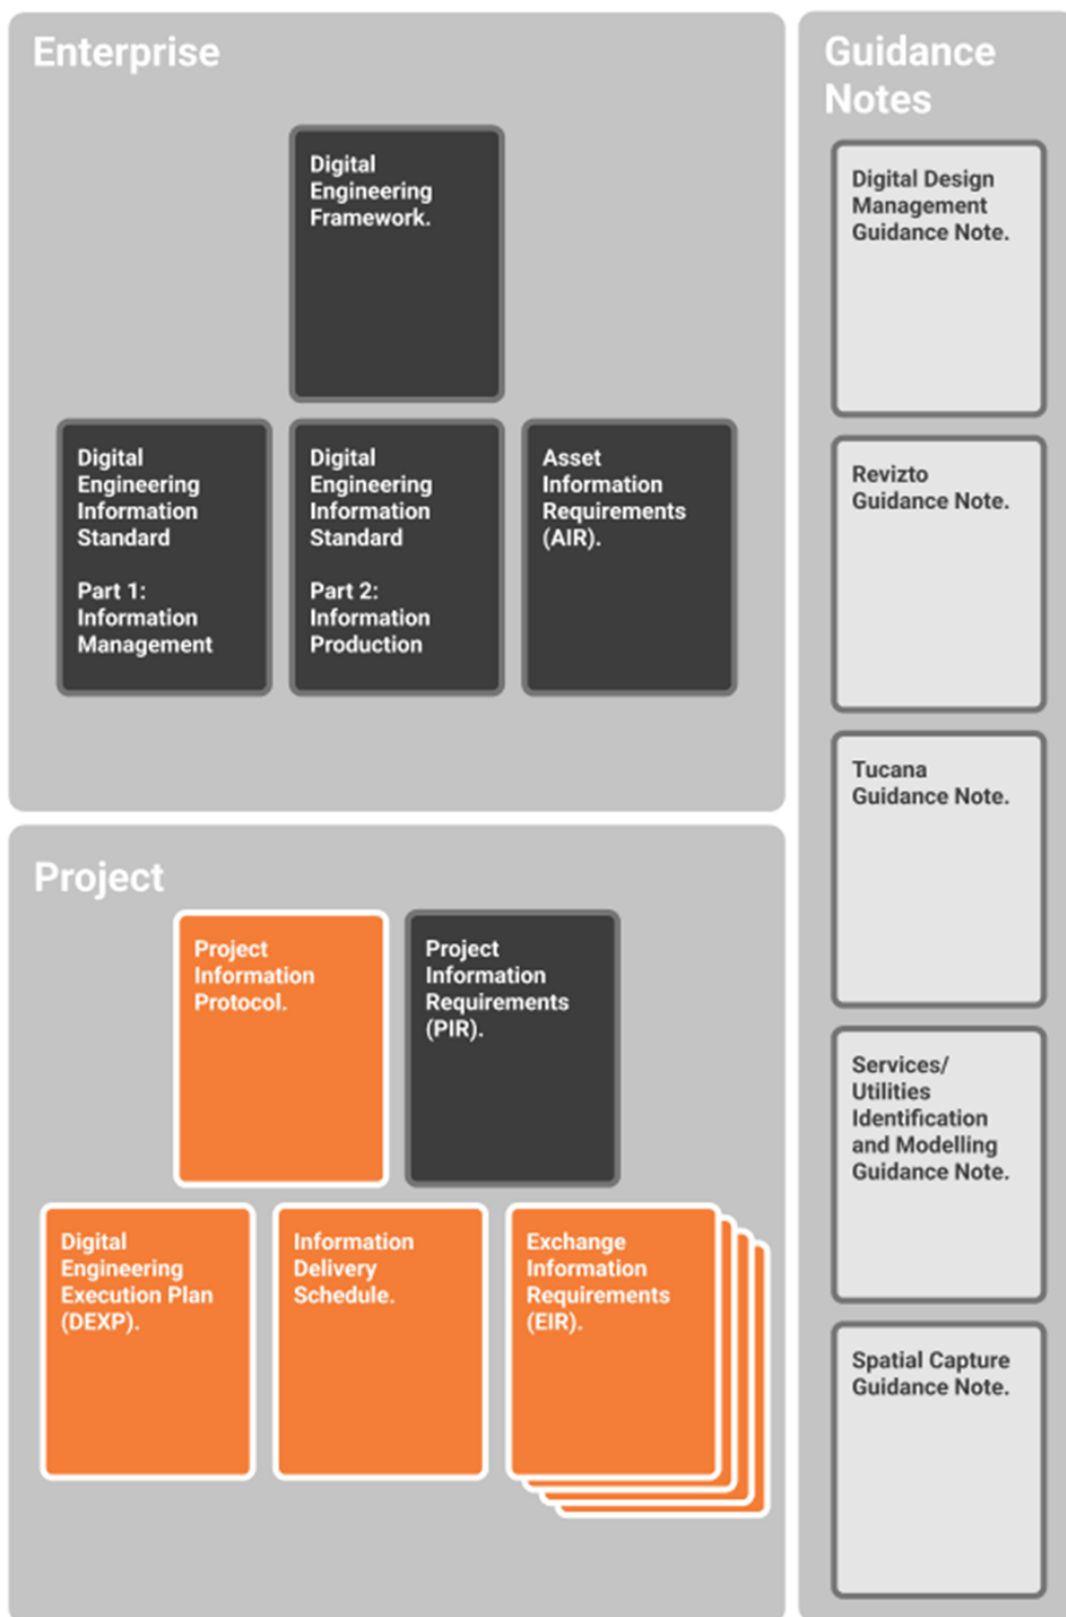 Enterprise
Digital
Engineering
Framework.
Digital
Engineering
Information
Standard
Part 1:
Information
Management
Digital
Engineering
Information
Standard
Part 2:
Information
Production
Asset
Information
Requirements
(AIR).
Project
Project
Information
Protocol.
Project
Information
Requirements
(PIR).
Digital
Engineering
Execution Plan
(DEXP).
Information
Delivery
Schedule.
Exchange
Information
Requirements
(EIR).
Guidance
Notes
Digital Design
Management
Guidance Note.
Revizto
Guidance Note.
Tucana
Guidance Note.
Services/
Utilities
Identification
and Modelling
Guidance Note.
Spatial Capture
Guidance Note.